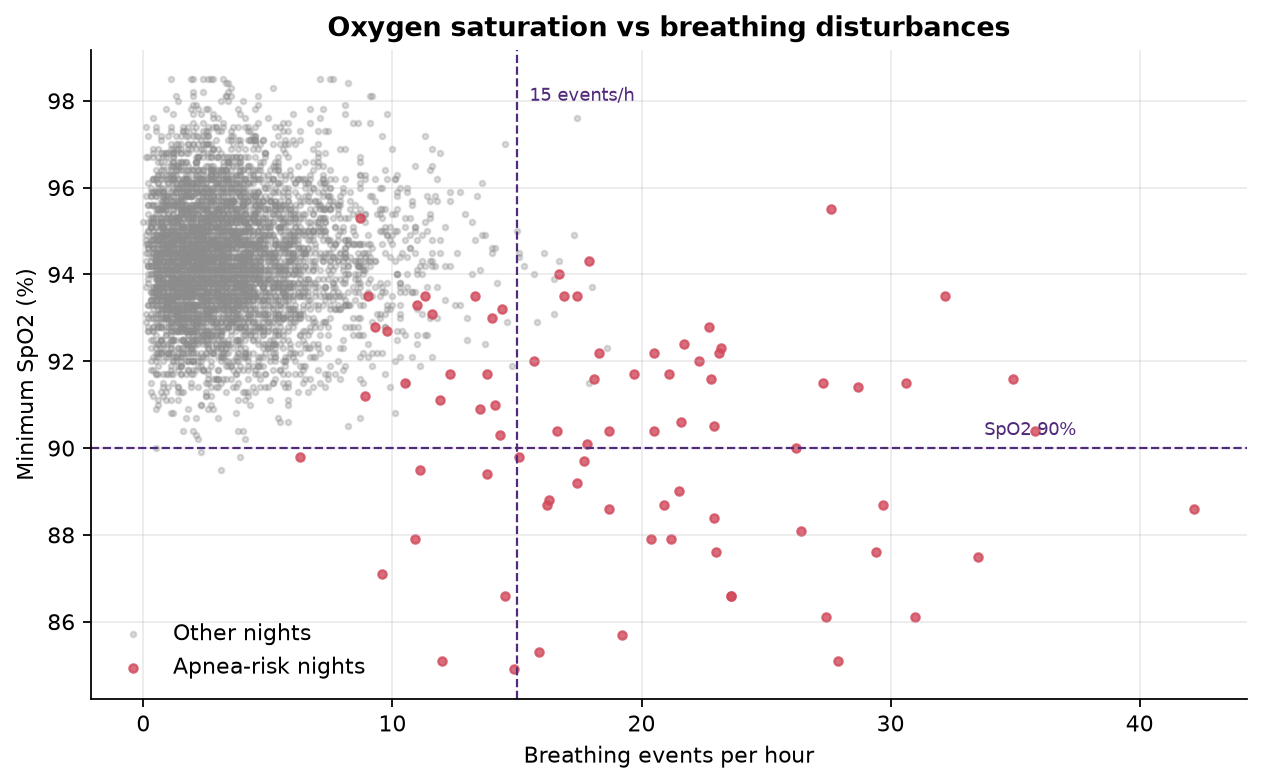 Oxygen saturation vs breathing disturbances
Minimum SpO2 (%)
98
96
94
92
90
88
86
15 events/h
SpO2 90%
Other nights
Apnea-risk nights
0
10
20
30
40
Breathing events per hour